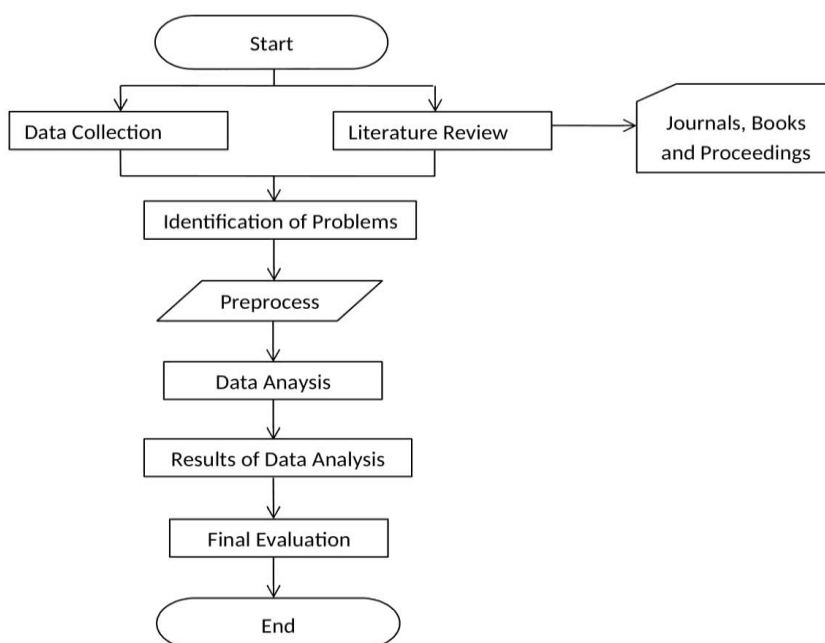 Start
Data Collection
Literature Review
Journals, Books
and Proceedings
Identification of Problems
Preprocess
Data Anaysis
Results of Data Analysis
Final Evaluation
End